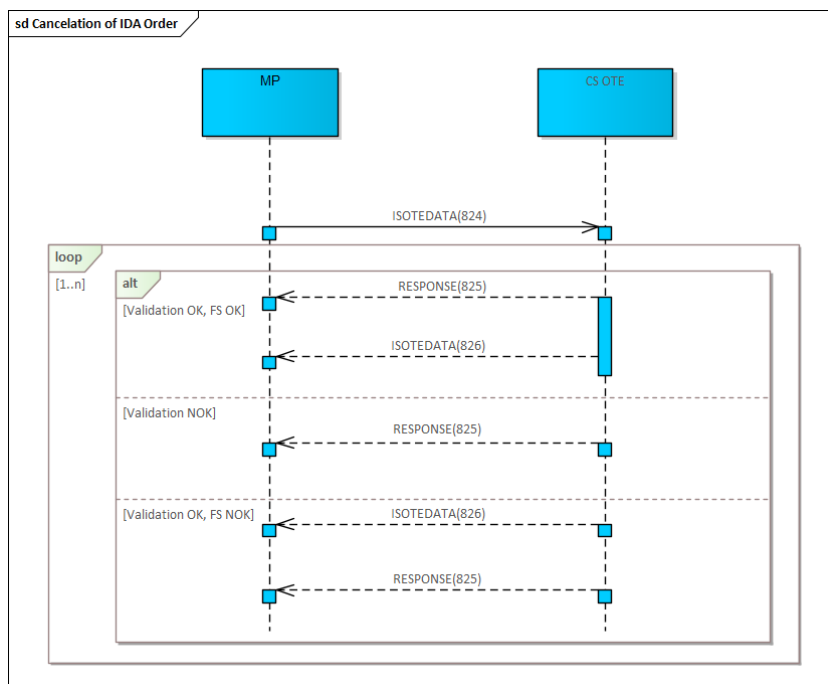 sd Cancelation of IDA Order
MP
CS OTE
ISOTEDATA(824)
loop
[1..n]
alt
RESPONSE(825)
[Validation OK, FS OK]
ISOTEDATA(826)
[Validation NOK]
RESPONSE(825)
[Validation OK, FS NOK]
ISOTEDATA(826)
RESPONSE(825)